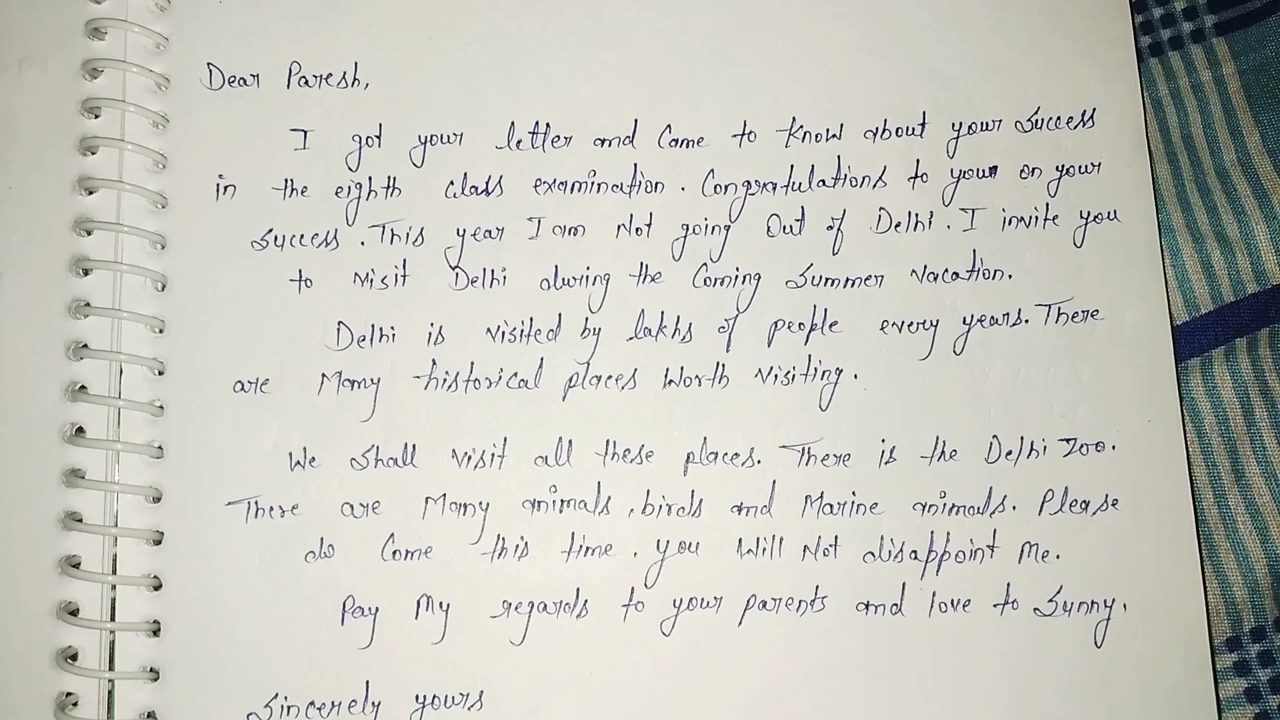 Dear Paresh,
I got your letter and Came to Know about your Success
in the eighth class examination. Congratulations to you on your
Success. This year I am Not going Out of Delhi. I invite you
to visit Delhi during the Coming Summer Vacation.
Delhi is visited by lakhs of people every years. There
are Many historical places Worth Visiting.
We Shall visit all these places. There is the Delhi Zoo.
There are Many animals, birds and Marine animals. Please
do Come this time. You Will Not disappoint Me.
Pay My regards to your parents and love to Sunny.
Sincerely yours